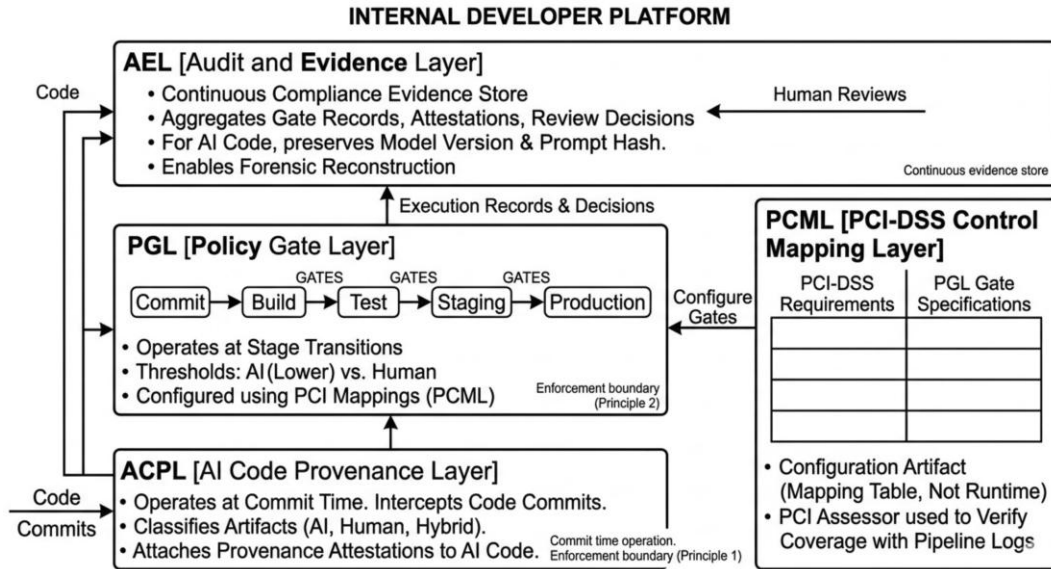 INTERNAL DEVELOPER PLATFORM
AEL [Audit and Evidence Layer]
Code
• Continuous Compliance Evidence Store
Human Reviews
• Aggregates Gate Records, Attestations, Review Decisions
• For AI Code, preserves Model Version & Prompt Hash.
• Enables Forensic Reconstruction
Continuous evidence store
Execution Records & Decisions
PGL [Policy Gate Layer]
GATES GATES GATES
Commit Build Test Staging Production
• Operates at Stage Transitions
• Thresholds: AI (Lower) vs. Human
• Configured using PCI Mappings (PCML)
Enforcement boundary
(Principle 2)
Configure
Gates
PCML [PCI-DSS Control
Mapping Layer]
PCI-DSS
Requirements
PGL Gate
Specifications
• Configuration Artifact
(Mapping Table, Not Runtime)
• PCI Assessor used to Verify
Coverage with Pipeline Logs
ACPL [AI Code Provenance Layer]
Code
Commits
• Operates at Commit Time. Intercepts Code Commits.
• Classifies Artifacts (AI, Human, Hybrid).
• Attaches Provenance Attestations to AI Code.
Commit time operation.
Enforcement boundary (Principle 1)